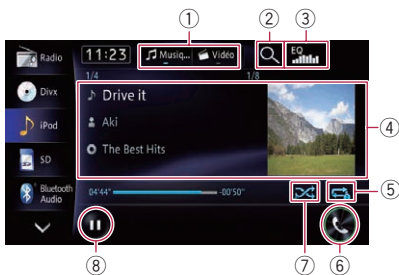 ① ② ③
Radio
11:23
Musiq...
Vidéo
EQ
1/4
1/8
Divx
Drive it
④
iPod
Aki
SD
The Best Hits
Bluetooth
Audio
04'44"
-00'50"
⑤
⑧ ⑦ ⑥